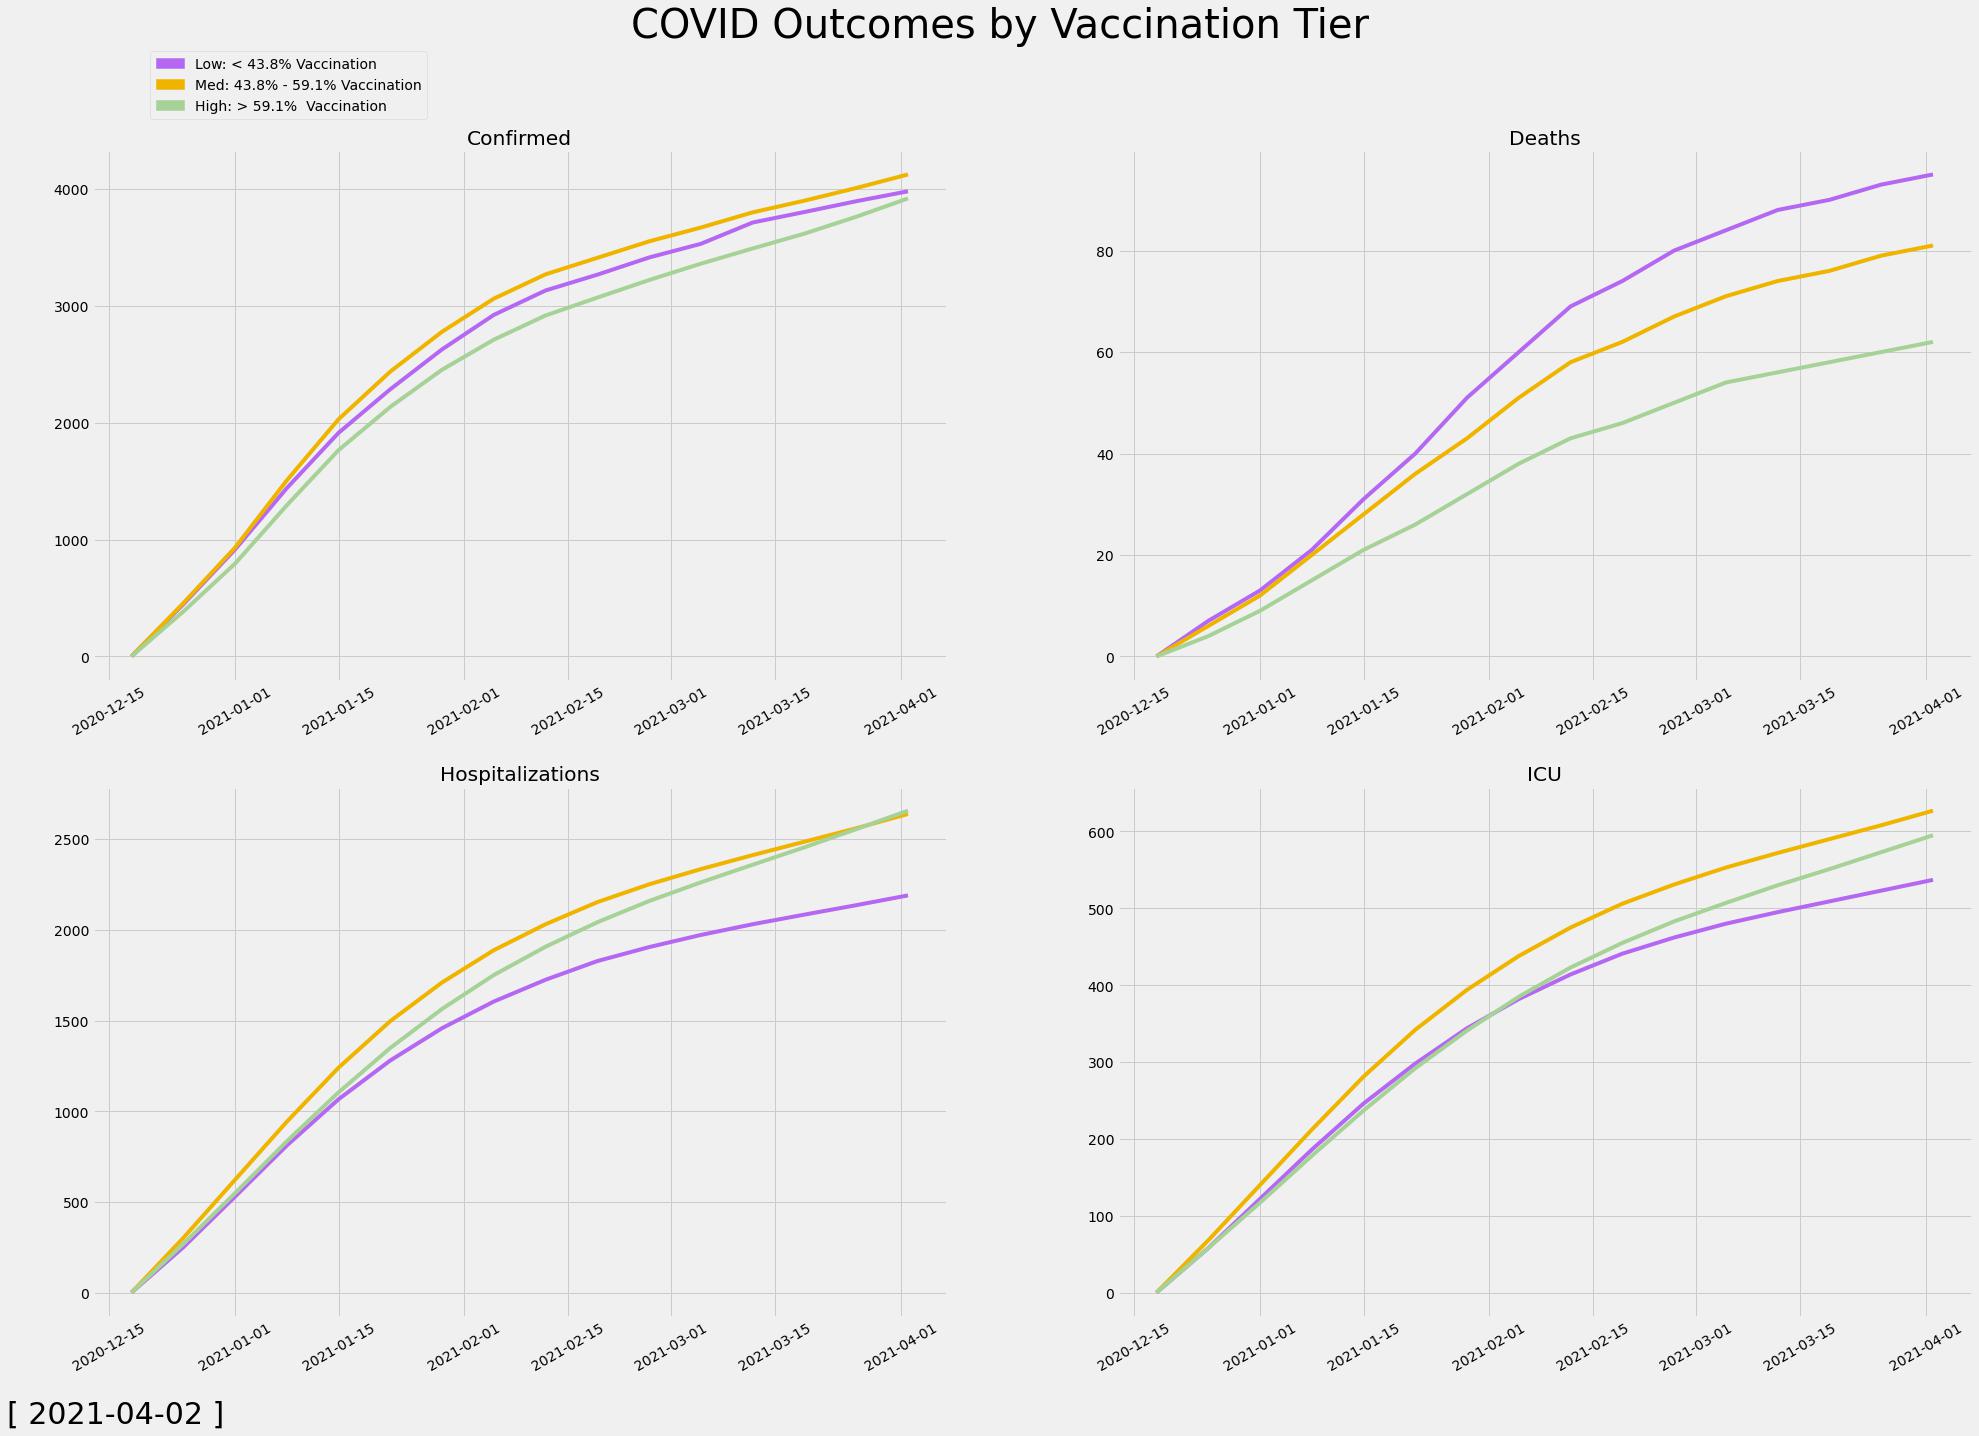 COVID Outcomes by Vaccination Tier
Low: < 43.8% Vaccination
Med: 43.8% - 59.1% Vaccination
High: > 59.1%  Vaccination
Confirmed
4000
3000
2000
1000
0
2020-12-15 2021-01-01 2021-01-15 2021-02-01 2021-02-15 2021-03-01 2021-03-15 2021-04-01
Deaths
80
60
40
20
0
2020-12-15 2021-01-01 2021-01-15 2021-02-01 2021-02-15 2021-03-01 2021-03-15 2021-04-01
Hospitalizations
2500
2000
1500
1000
500
0
2020-12-15 2021-01-01 2021-01-15 2021-02-01 2021-02-15 2021-03-01 2021-03-15 2021-04-01
ICU
600
500
400
300
200
100
0
2020-12-15 2021-01-01 2021-01-15 2021-02-01 2021-02-15 2021-03-01 2021-03-15 2021-04-01
[ 2021-04-02 ]